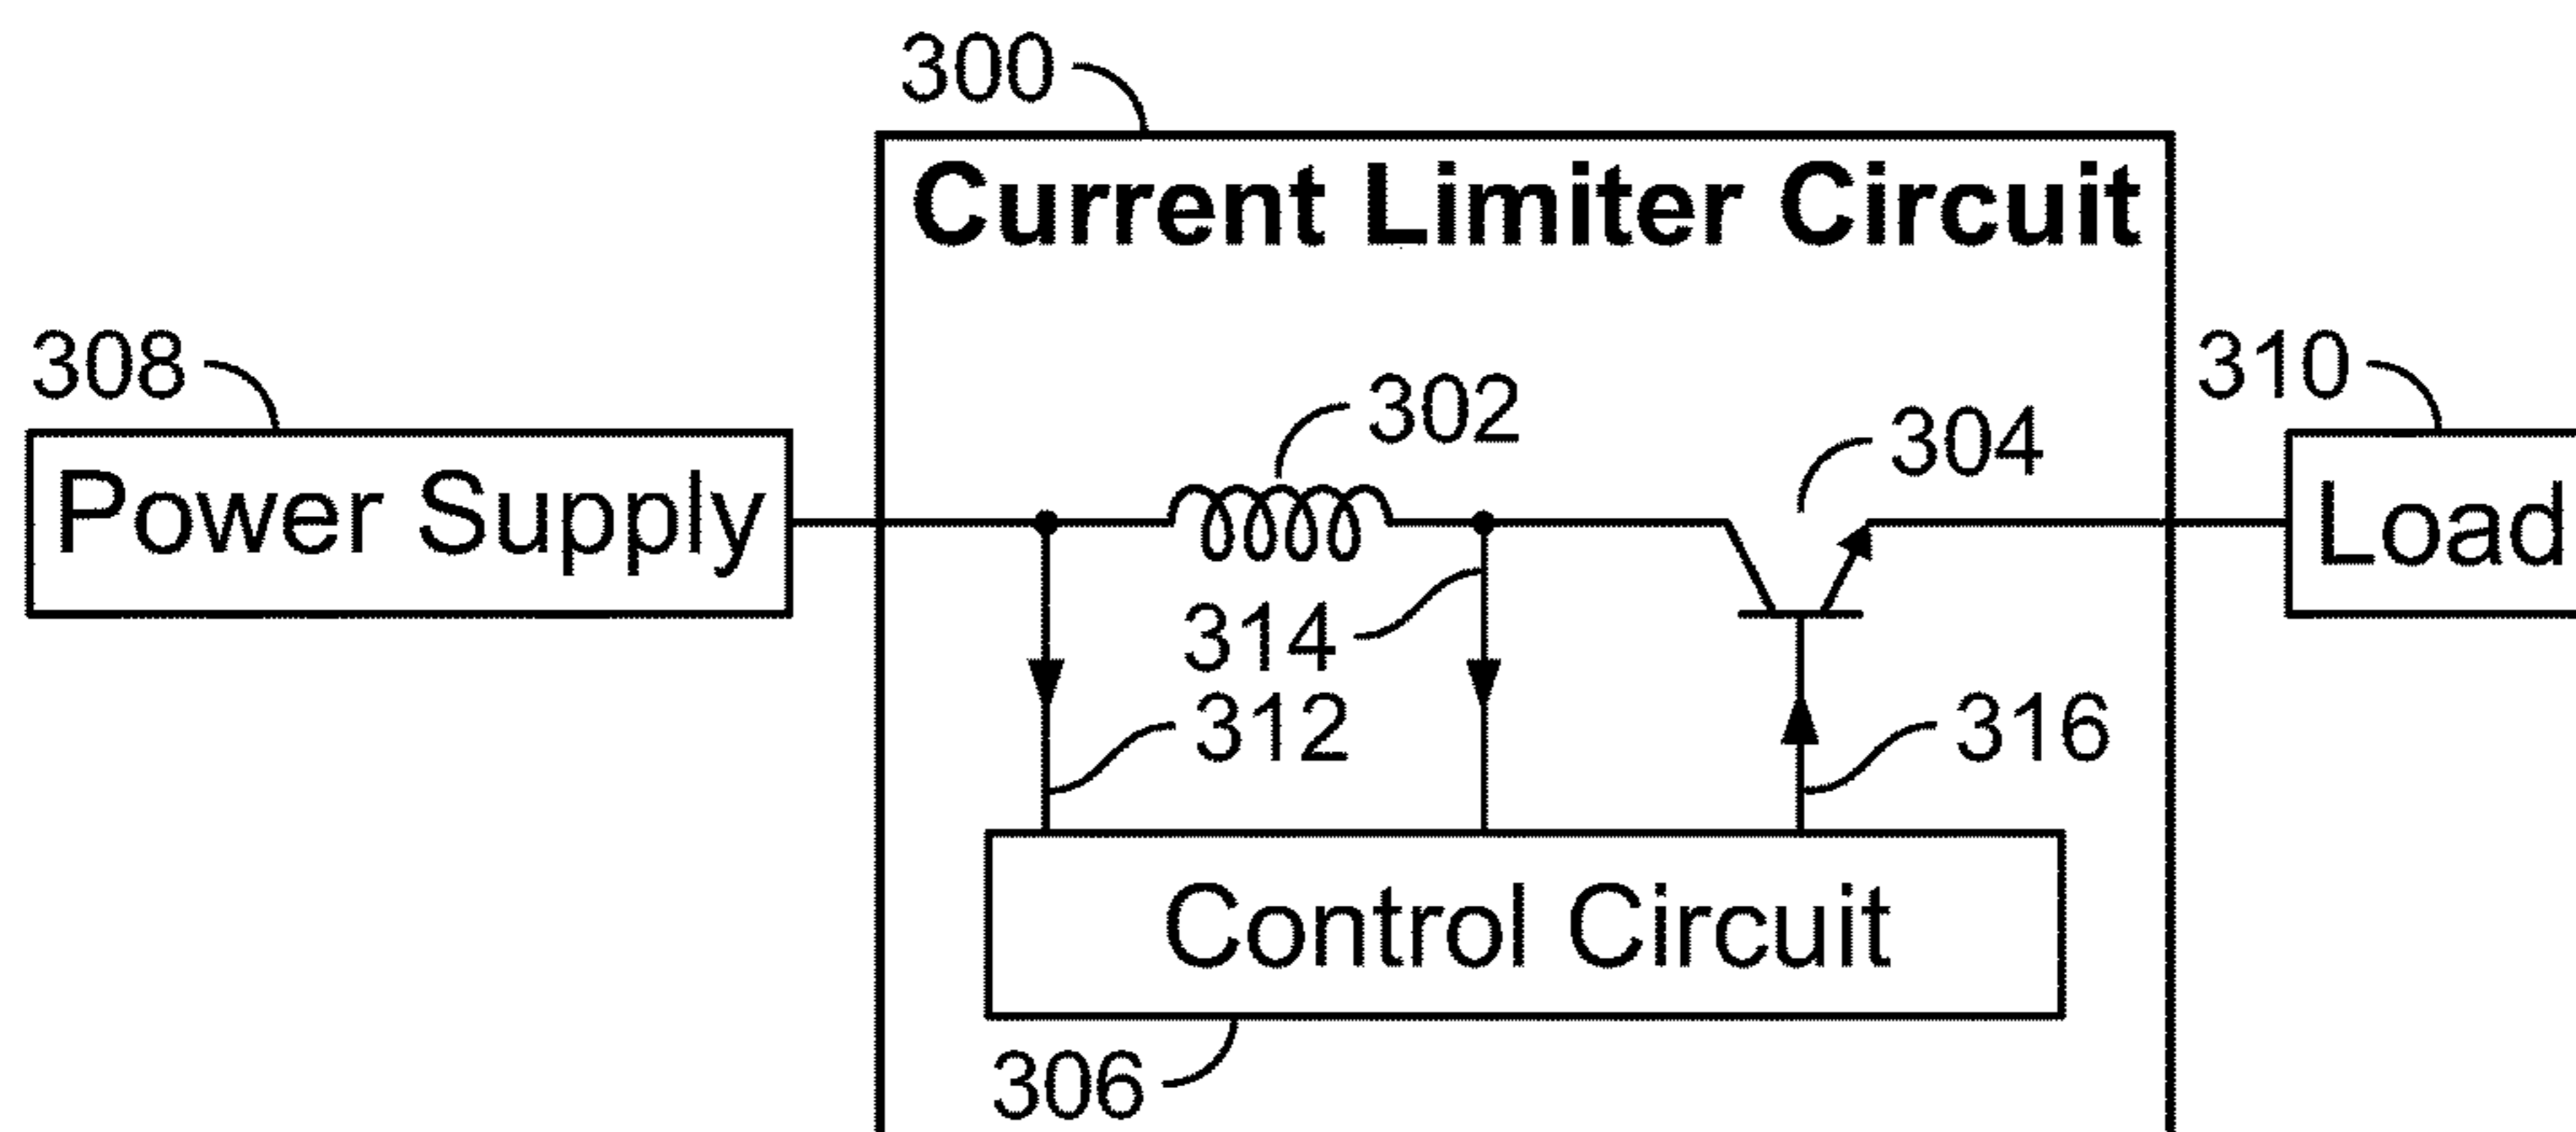 300
Current Limiter Circuit
308
310
302
304
Power Supply
Load
314
312
316
Control Circuit
306